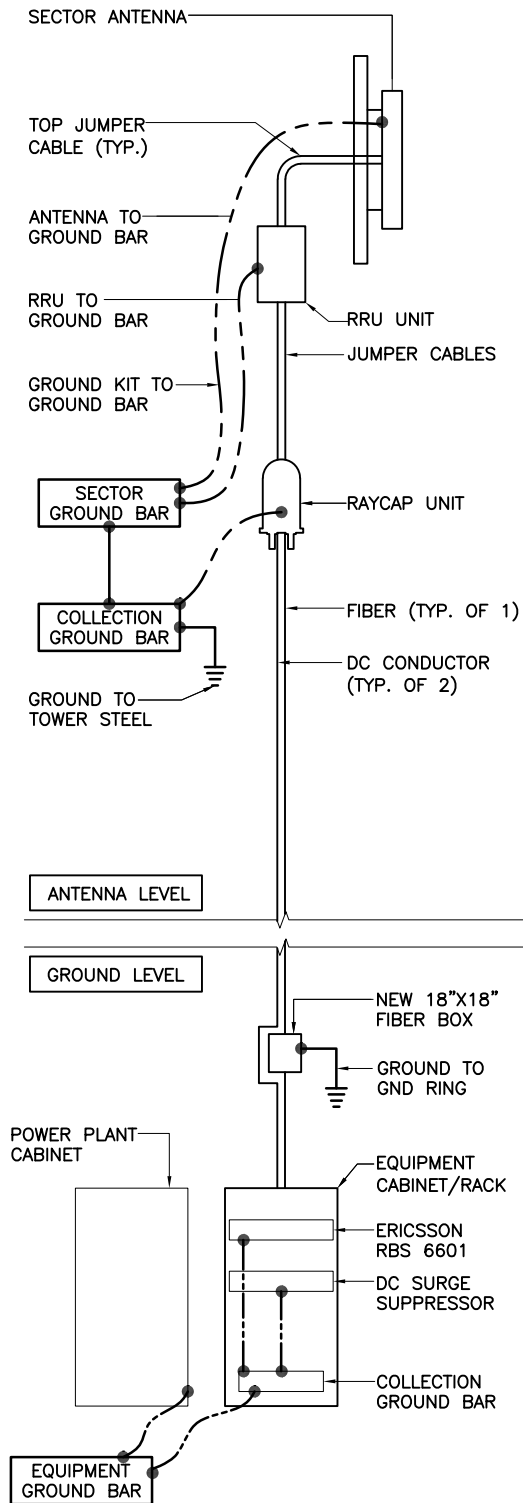 SECTOR ANTENNA
TOP JUMPER
CABLE (TYP.)
ANTENNA TO
GROUND BAR
RRU TO
GROUND BAR
RRU UNIT
JUMPER CABLES
GROUND KIT TO
GROUND BAR
SECTOR
GROUND BAR
RAYCAP UNIT
COLLECTION
GROUND BAR
FIBER (TYP. OF 1)
DC CONDUCTOR
(TYP. OF 2)
GROUND TO
TOWER STEEL
ANTENNA LEVEL
GROUND LEVEL
NEW 18"X18"
FIBER BOX
GROUND TO
GND RING
POWER PLANT
CABINET
EQUIPMENT
CABINET/RACK
ERICSSON
RBS 6601
DC SURGE
SUPPRESSOR
COLLECTION
GROUND BAR
EQUIPMENT
GROUND BAR